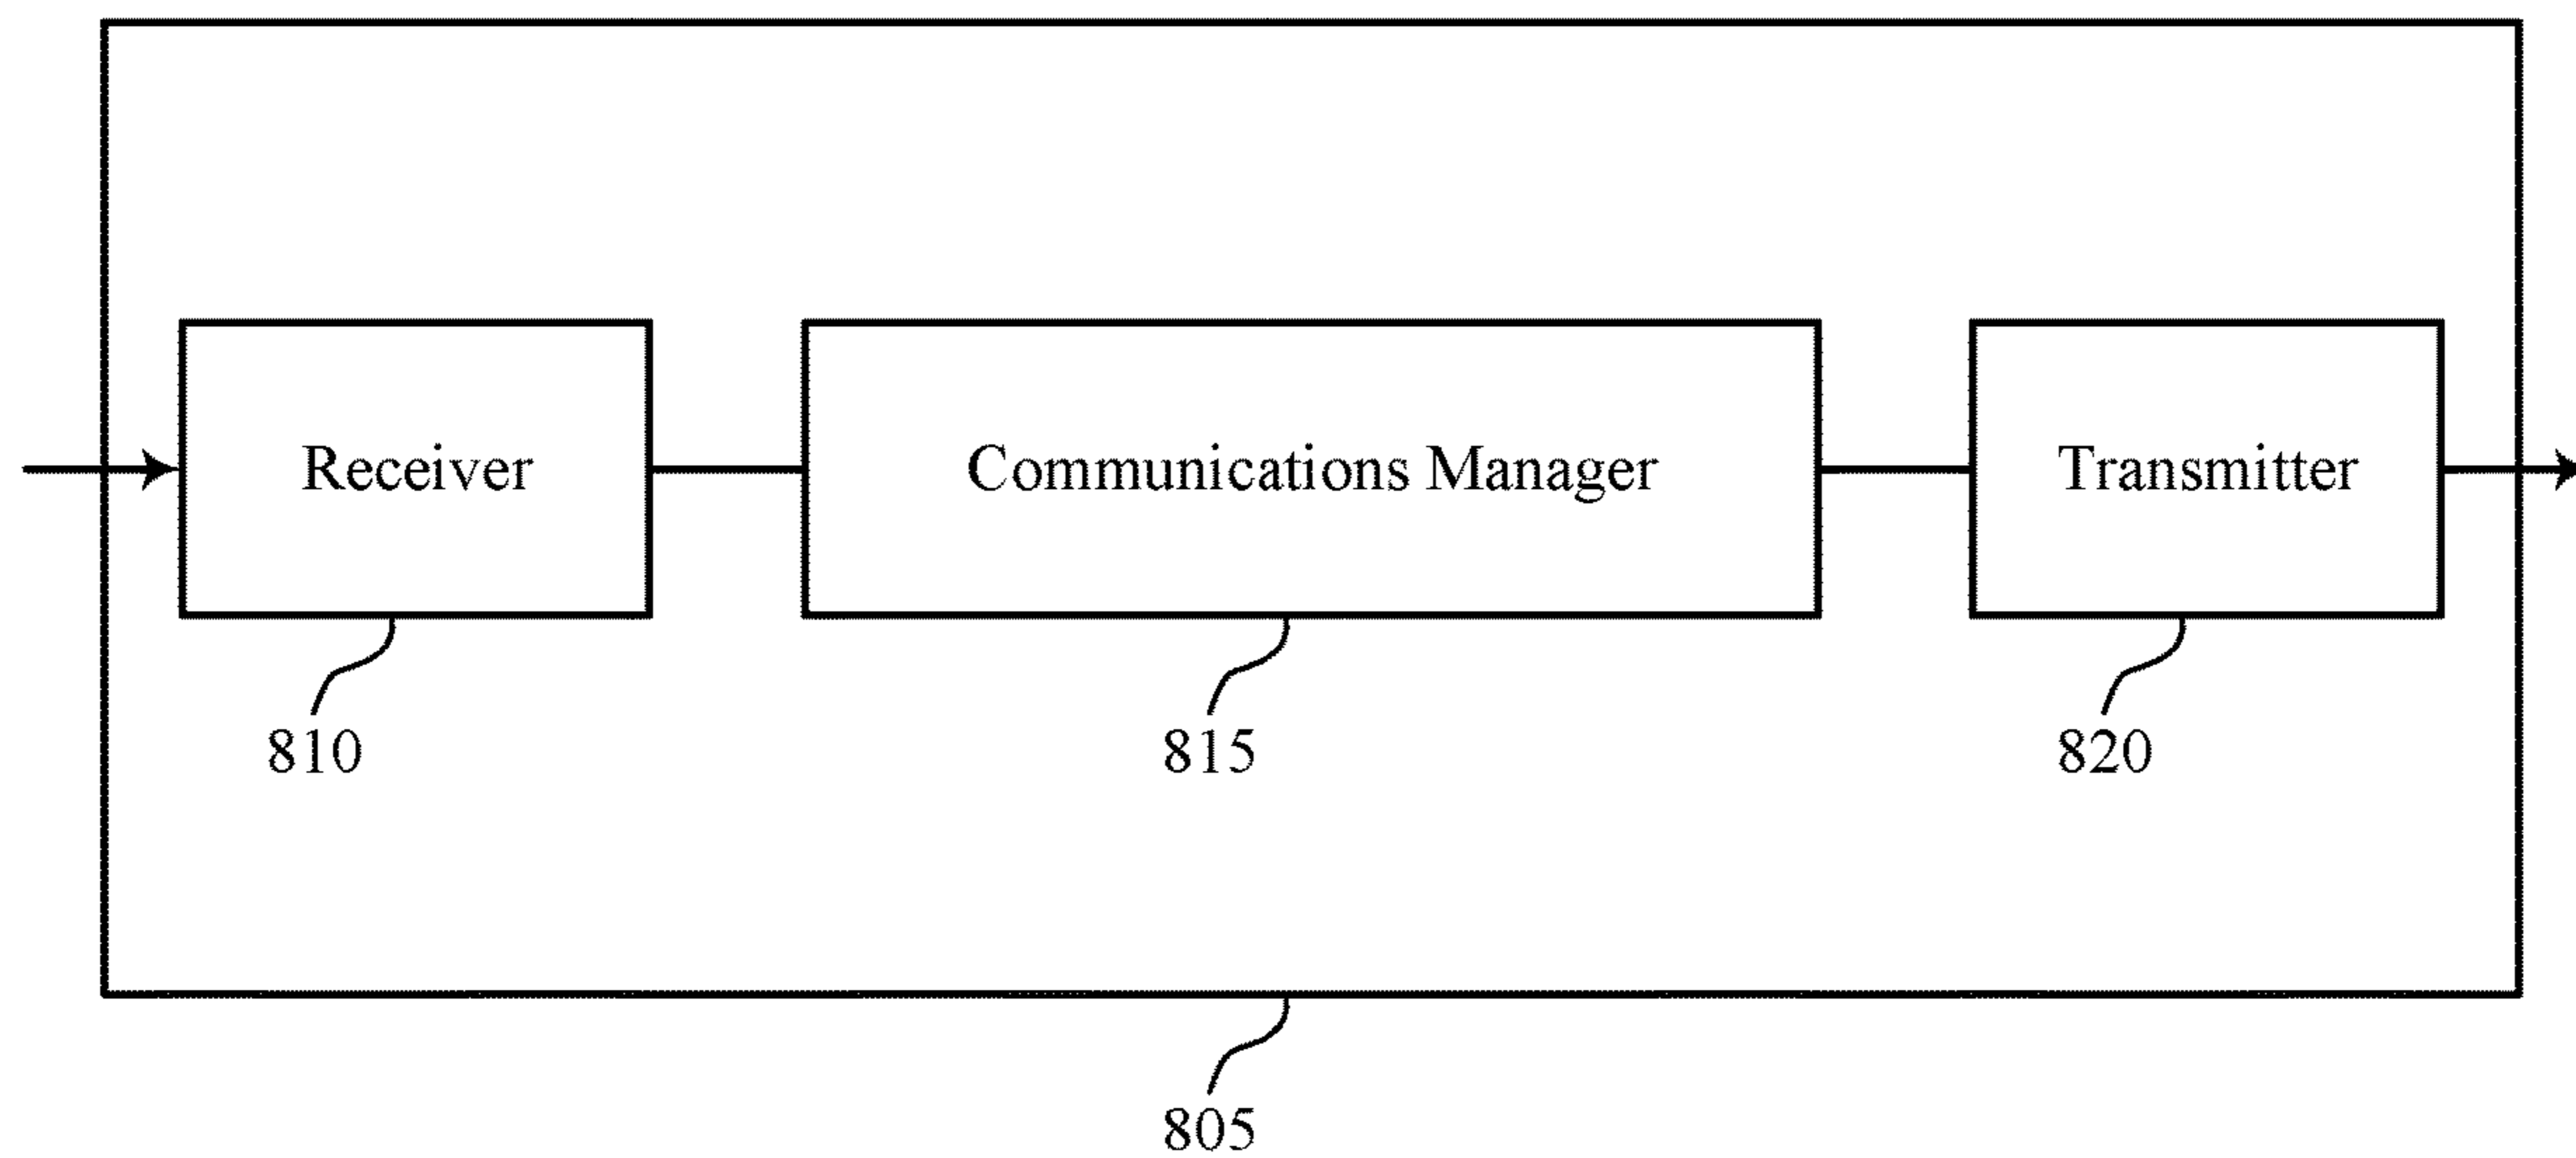 Receiver
Communications Manager
Transmitter
810
815
820
805